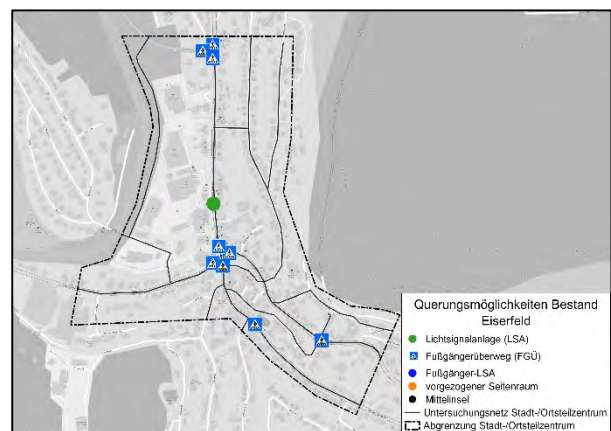 Querungsmöglichkeiten Bestand
Eiserfeld
Lichtsignalanlage (LSA)
Fußgängerüberweg (FGÜ)
Fußgänger-LSA
vorgezogener Seitenraum
Mittelinsel
Untersuchungsnetz Stadt-/Ortsteilzentrum
Abgrenzung Stadt-/Ortsteilzentrum